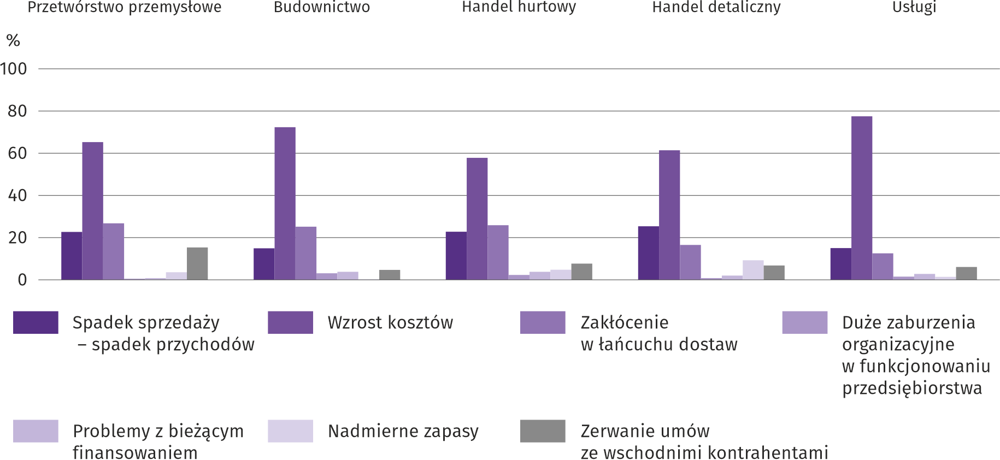 Przetwórstwo przemysłowe
Budownictwo
Handel hurtowy
Handel detaliczny
Usługi
%
100
80
60
40
20
0
Spadek sprzedaży
– spadek przychodów
Wzrost kosztów
Zakłócenie
w łańcuchu dostaw
Duże zaburzenia
organizacyjne
w funkcjonowaniu
przedsiębiorstwa
Problemy z bieżącym
finansowaniem
Nadmierne zapasy
Zerwanie umów
ze wschodnimi kontrahentami